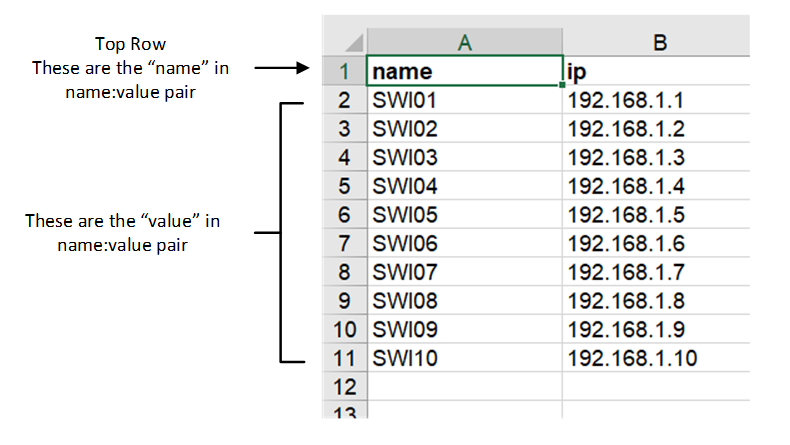 Top Row
These are the “name” in
name:value pair
These are the “value” in
name:value pair
A B
1 name ip
2 SWI01 192.168.1.1
3 SWI02 192.168.1.2
4 SWI03 192.168.1.3
5 SWI04 192.168.1.4
6 SWI05 192.168.1.5
7 SWI06 192.168.1.6
8 SWI07 192.168.1.7
9 SWI08 192.168.1.8
10 SWI09 192.168.1.9
11 SWI10 192.168.1.10
12
13